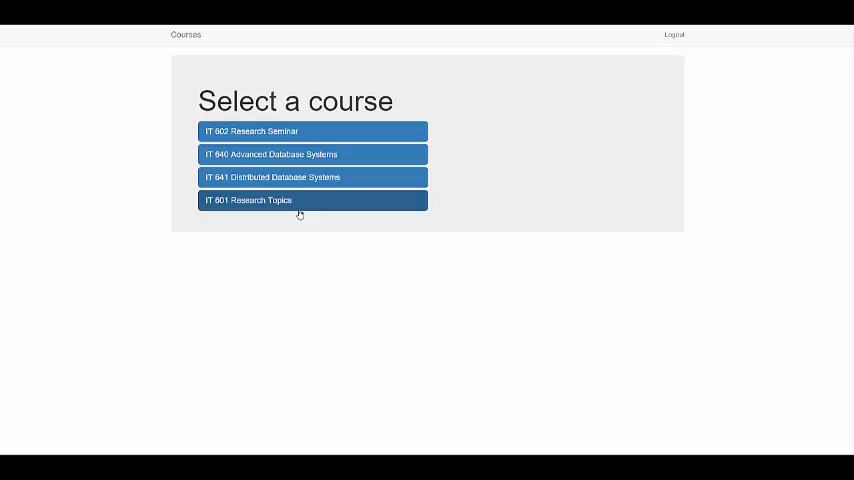 Courses
Logout
Select a course
IT 602 Research Seminar
IT 640 Advanced Database Systems
IT 641 Distributed Database Systems
IT 601 Research Topics